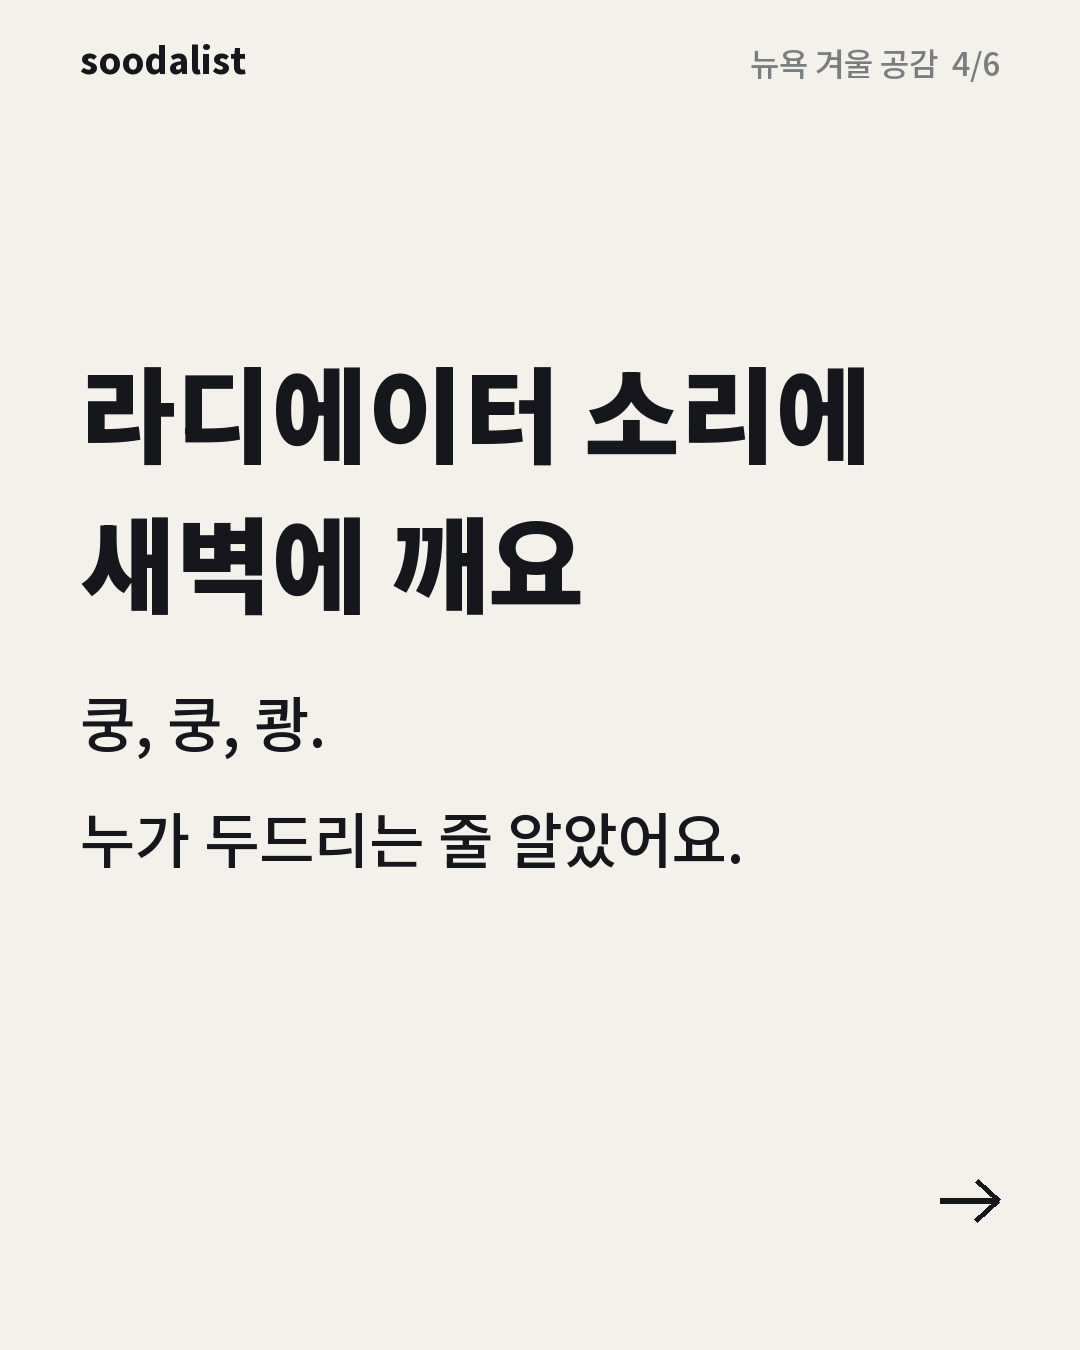 soodalist
뉴욕 겨울 공감 4/6
라디에이터 소리에
새벽에 깨요
쿵, 쿵, 쾅.
누가 두드리는 줄 알았어요.